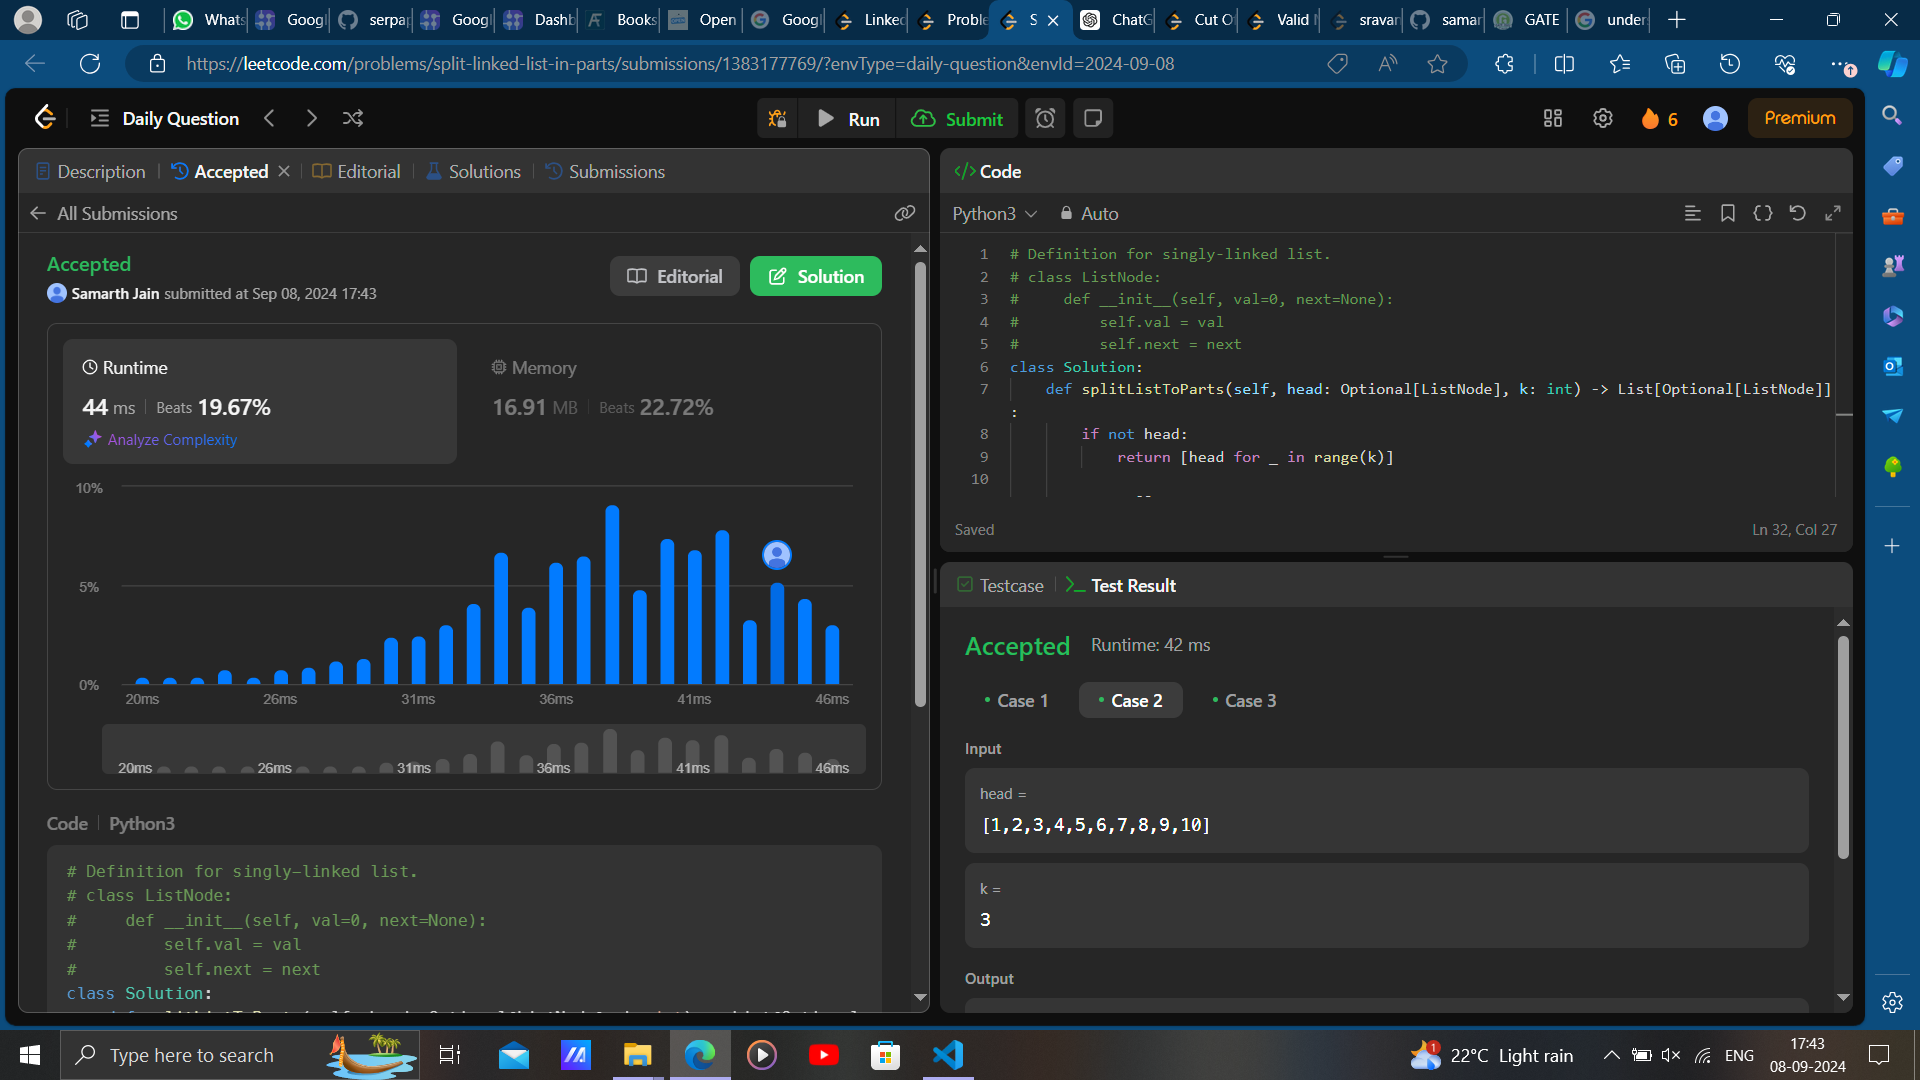 Whats
Googl
serpap
Googl
Dashb
Books
Open
Googl
Linked
Proble
S
ChatG
Cut O
Valid
sravan
samar
GATE
under
https://leetcode.com/problems/split-linked-list-in-parts/submissions/1383177769/?envType=daily-question&envId=2024-09-08
Daily Question
Run
Submit
6
Premium
Description
Accepted
Editorial
Solutions
Submissions
All Submissions
Accepted
Samarth Jain submitted at Sep 08, 2024 17:43
Editorial
Solution
Runtime
44 ms | Beats 19.67%
Analyze Complexity
Memory
16.91 MB | Beats 22.72%
10%
5%
0%
20ms 26ms 31ms 36ms 41ms 46ms
20ms 26ms 31ms 36ms 41ms 46ms
Code | Python3
# Definition for singly-linked list.
# class ListNode:
#     def __init__(self, val=0, next=None):
#         self.val = val
#         self.next = next
class Solution:
</> Code
Python3
Auto
1 # Definition for singly-linked list.
2 # class ListNode:
3 #     def __init__(self, val=0, next=None):
4 #         self.val = val
5 #         self.next = next
6 class Solution:
7     def splitListToParts(self, head: Optional[ListNode], k: int) -> List[Optional[ListNode]]
:
8         if not head:
9             return [head for _ in range(k)]
10
Saved
Ln 32, Col 27
Testcase
Test Result
Accepted
Runtime: 42 ms
Case 1
Case 2
Case 3
Input
head =
[1,2,3,4,5,6,7,8,9,10]
k =
3
Output
Type here to search
1
22°C Light rain
ENG
17:43
08-09-2024